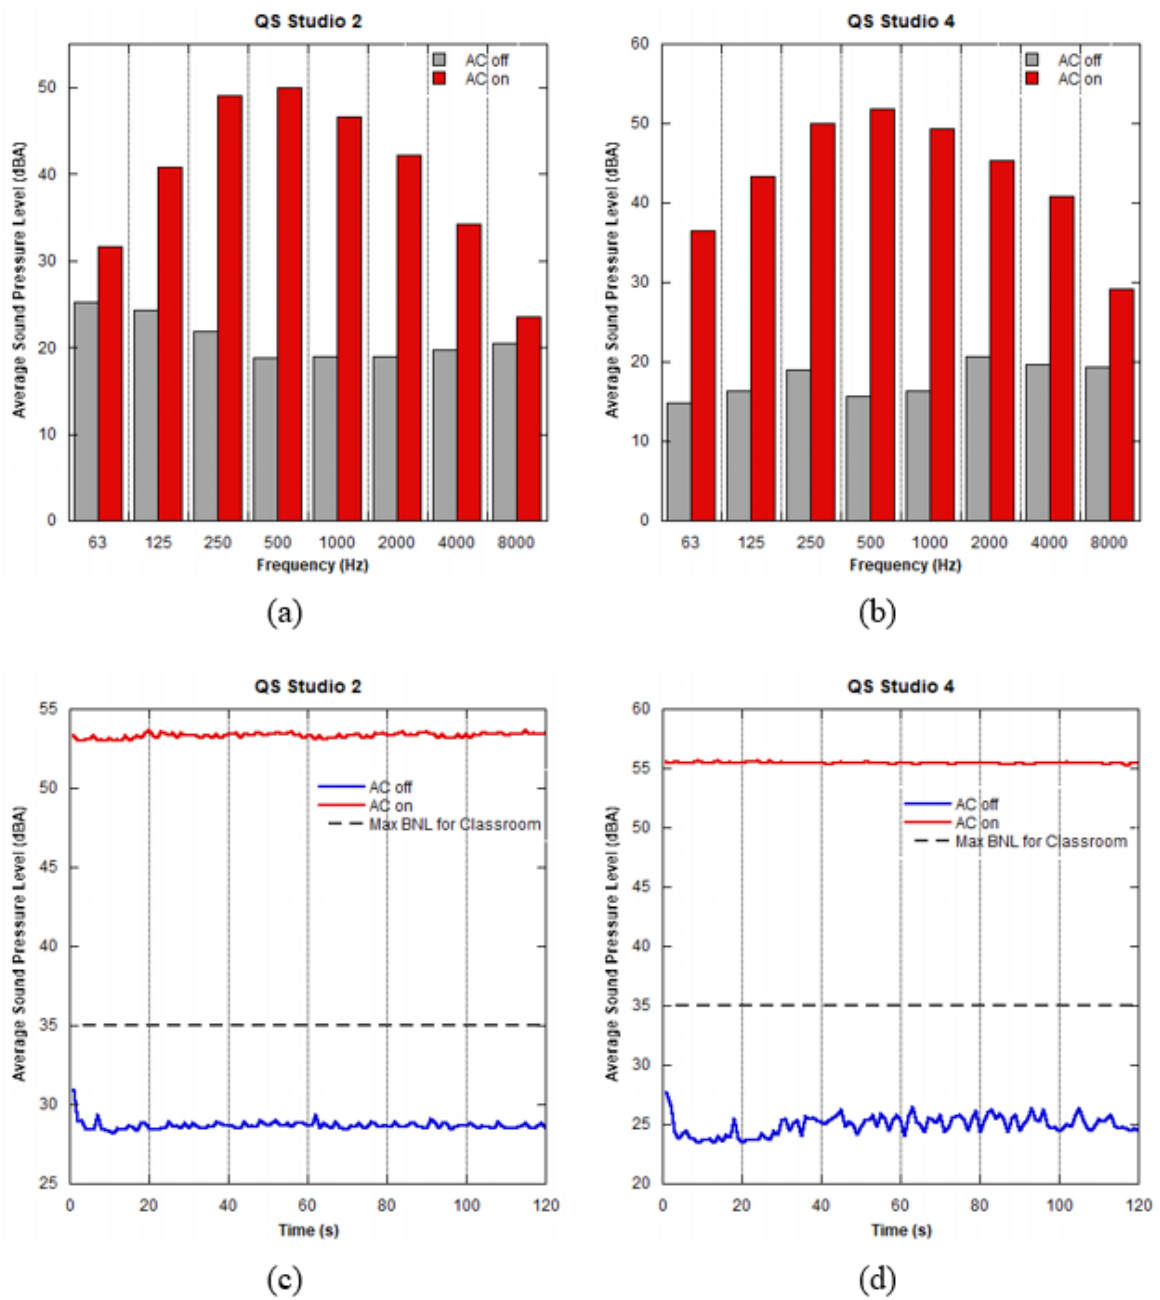 QS Studio 2
AC off
AC on
Average Sound Pressure Level (dBA)
50
40
30
20
10
0
63 125 250 500 1000 2000 4000 8000
Frequency (Hz)
(a)
QS Studio 4
AC off
AC on
Average Sound Pressure Level (dBA)
60
50
40
30
20
10
0
63 125 250 500 1000 2000 4000 8000
Frequency (Hz)
(b)
QS Studio 2
AC off
AC on
Max BNL for Classroom
Average Sound Pressure Level (dBA)
55
50
45
40
35
30
25
0 20 40 60 80 100 120
Time (s)
(c)
QS Studio 4
AC off
AC on
Max BNL for Classroom
Average Sound Pressure Level (dBA)
60
55
50
45
40
35
30
25
20
0 20 40 60 80 100 120
Time (s)
(d)